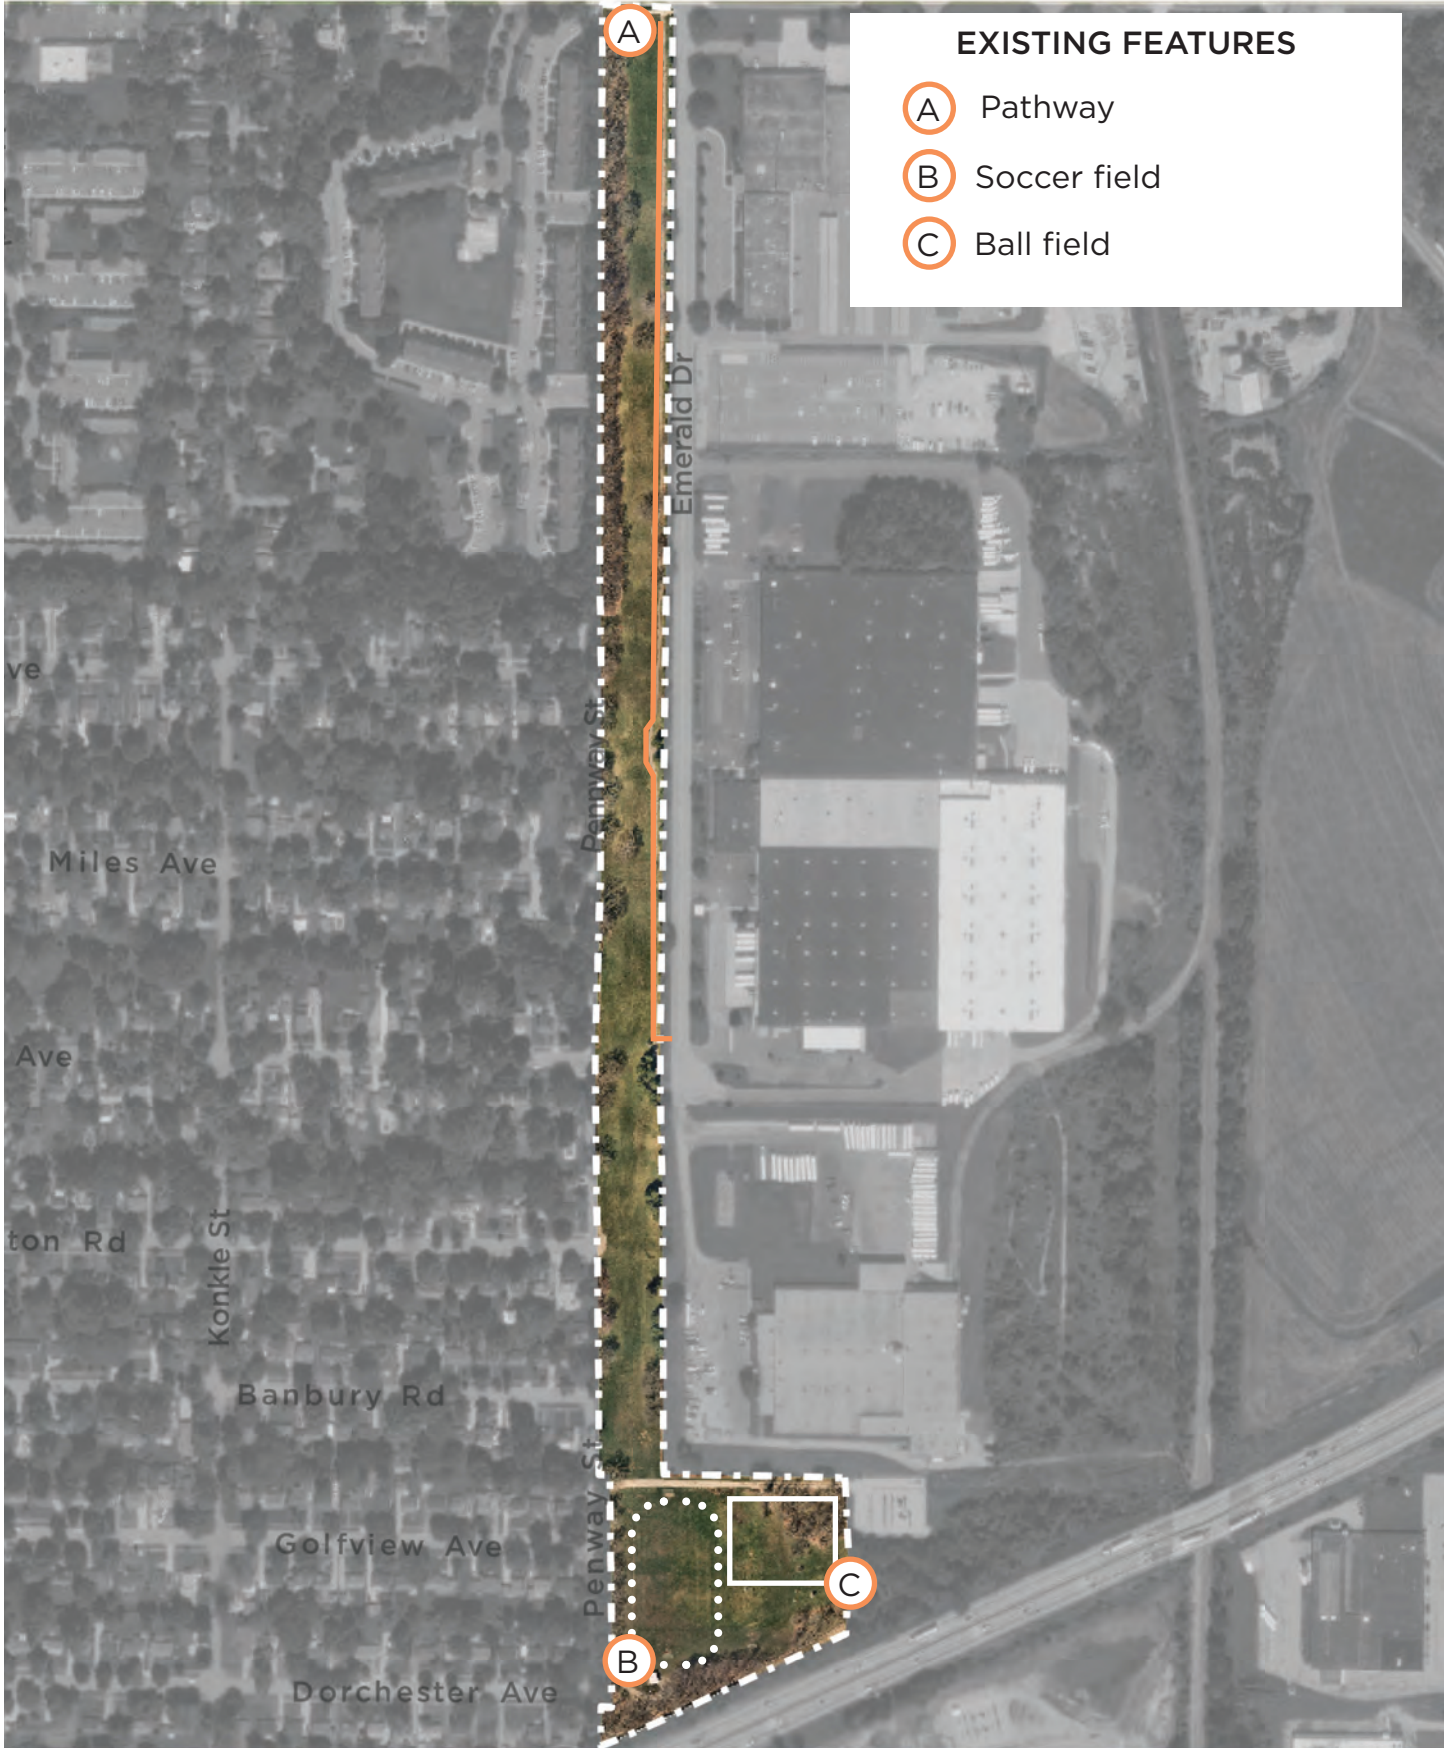 A
EXISTING FEATURES
A Pathway
B Soccer field
C Ball field
Emerald Dr
ve
Penway St
Miles Ave
Ave
ton Rd
Konkle St
Banbury Rd
Penway St
Golfview Ave
C
B
Dorchester Ave